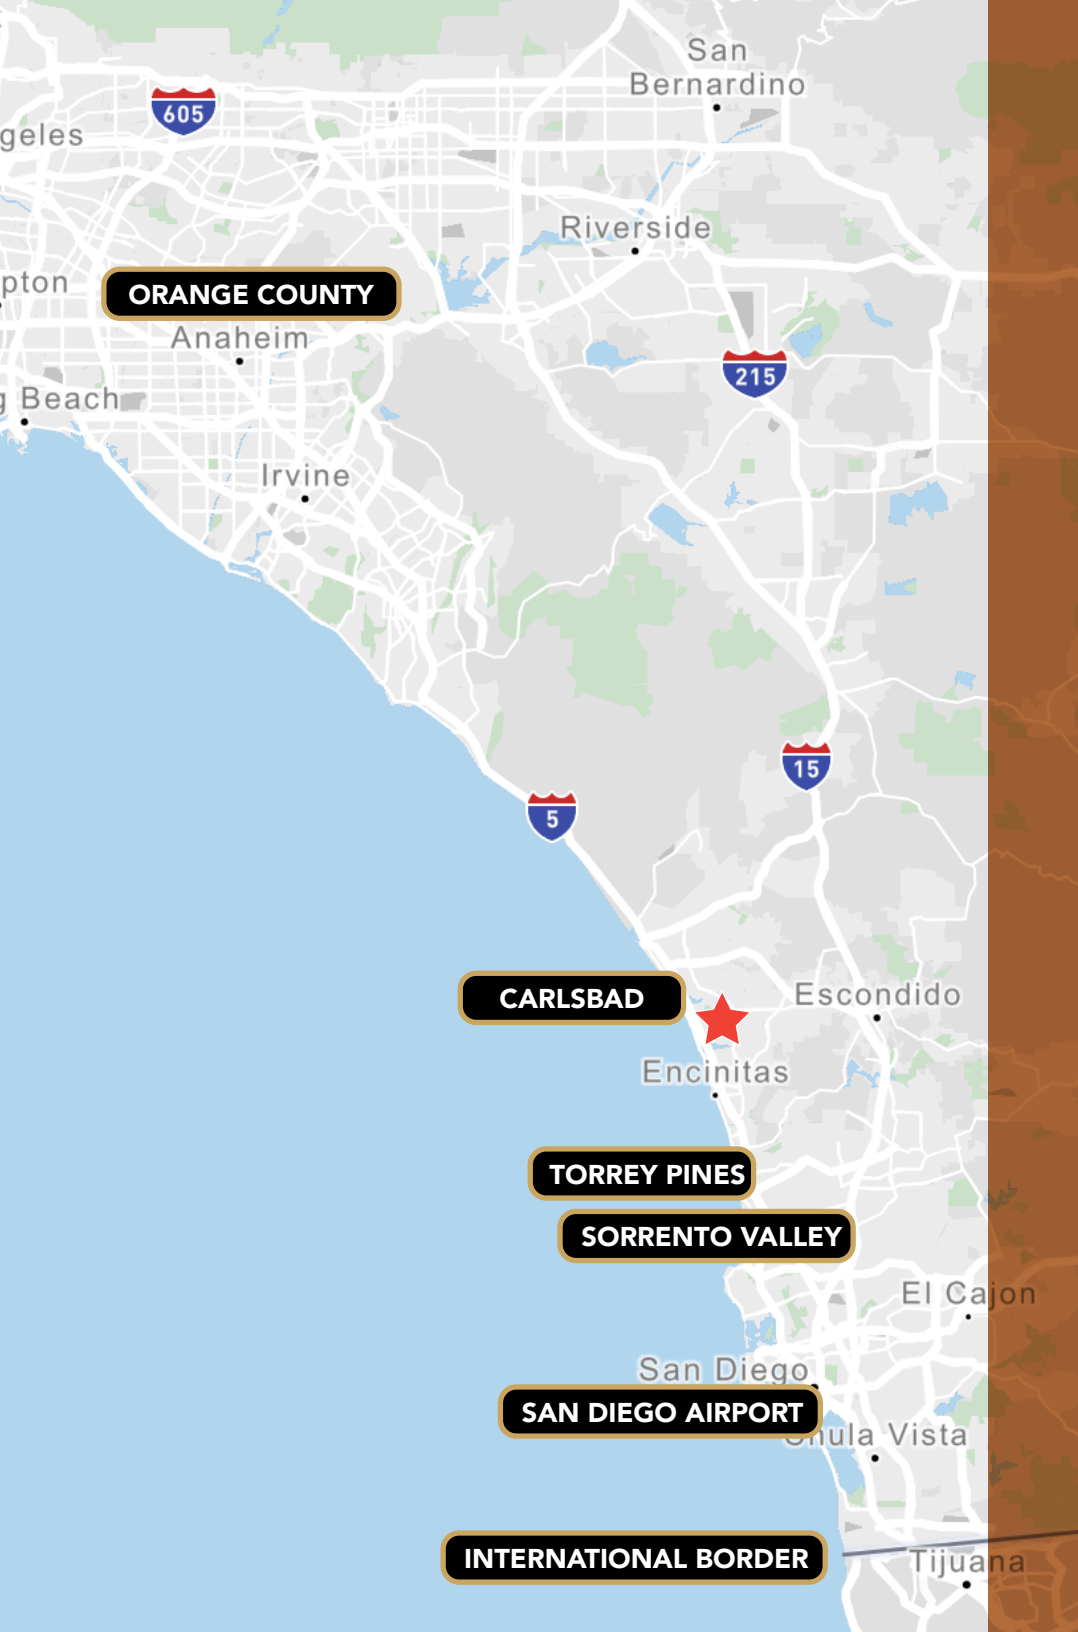 San
Bernardino
605
geles
Riverside
pton
ORANGE COUNTY
Anaheim
215
g Beach
Irvine
15
5
CARLSBAD
Escondido
Encinitas
TORREY PINES
SORRENTO VALLEY
El Cajon
San Diego
SAN DIEGO AIRPORT
Chula Vista
INTERNATIONAL BORDER
Tijuana